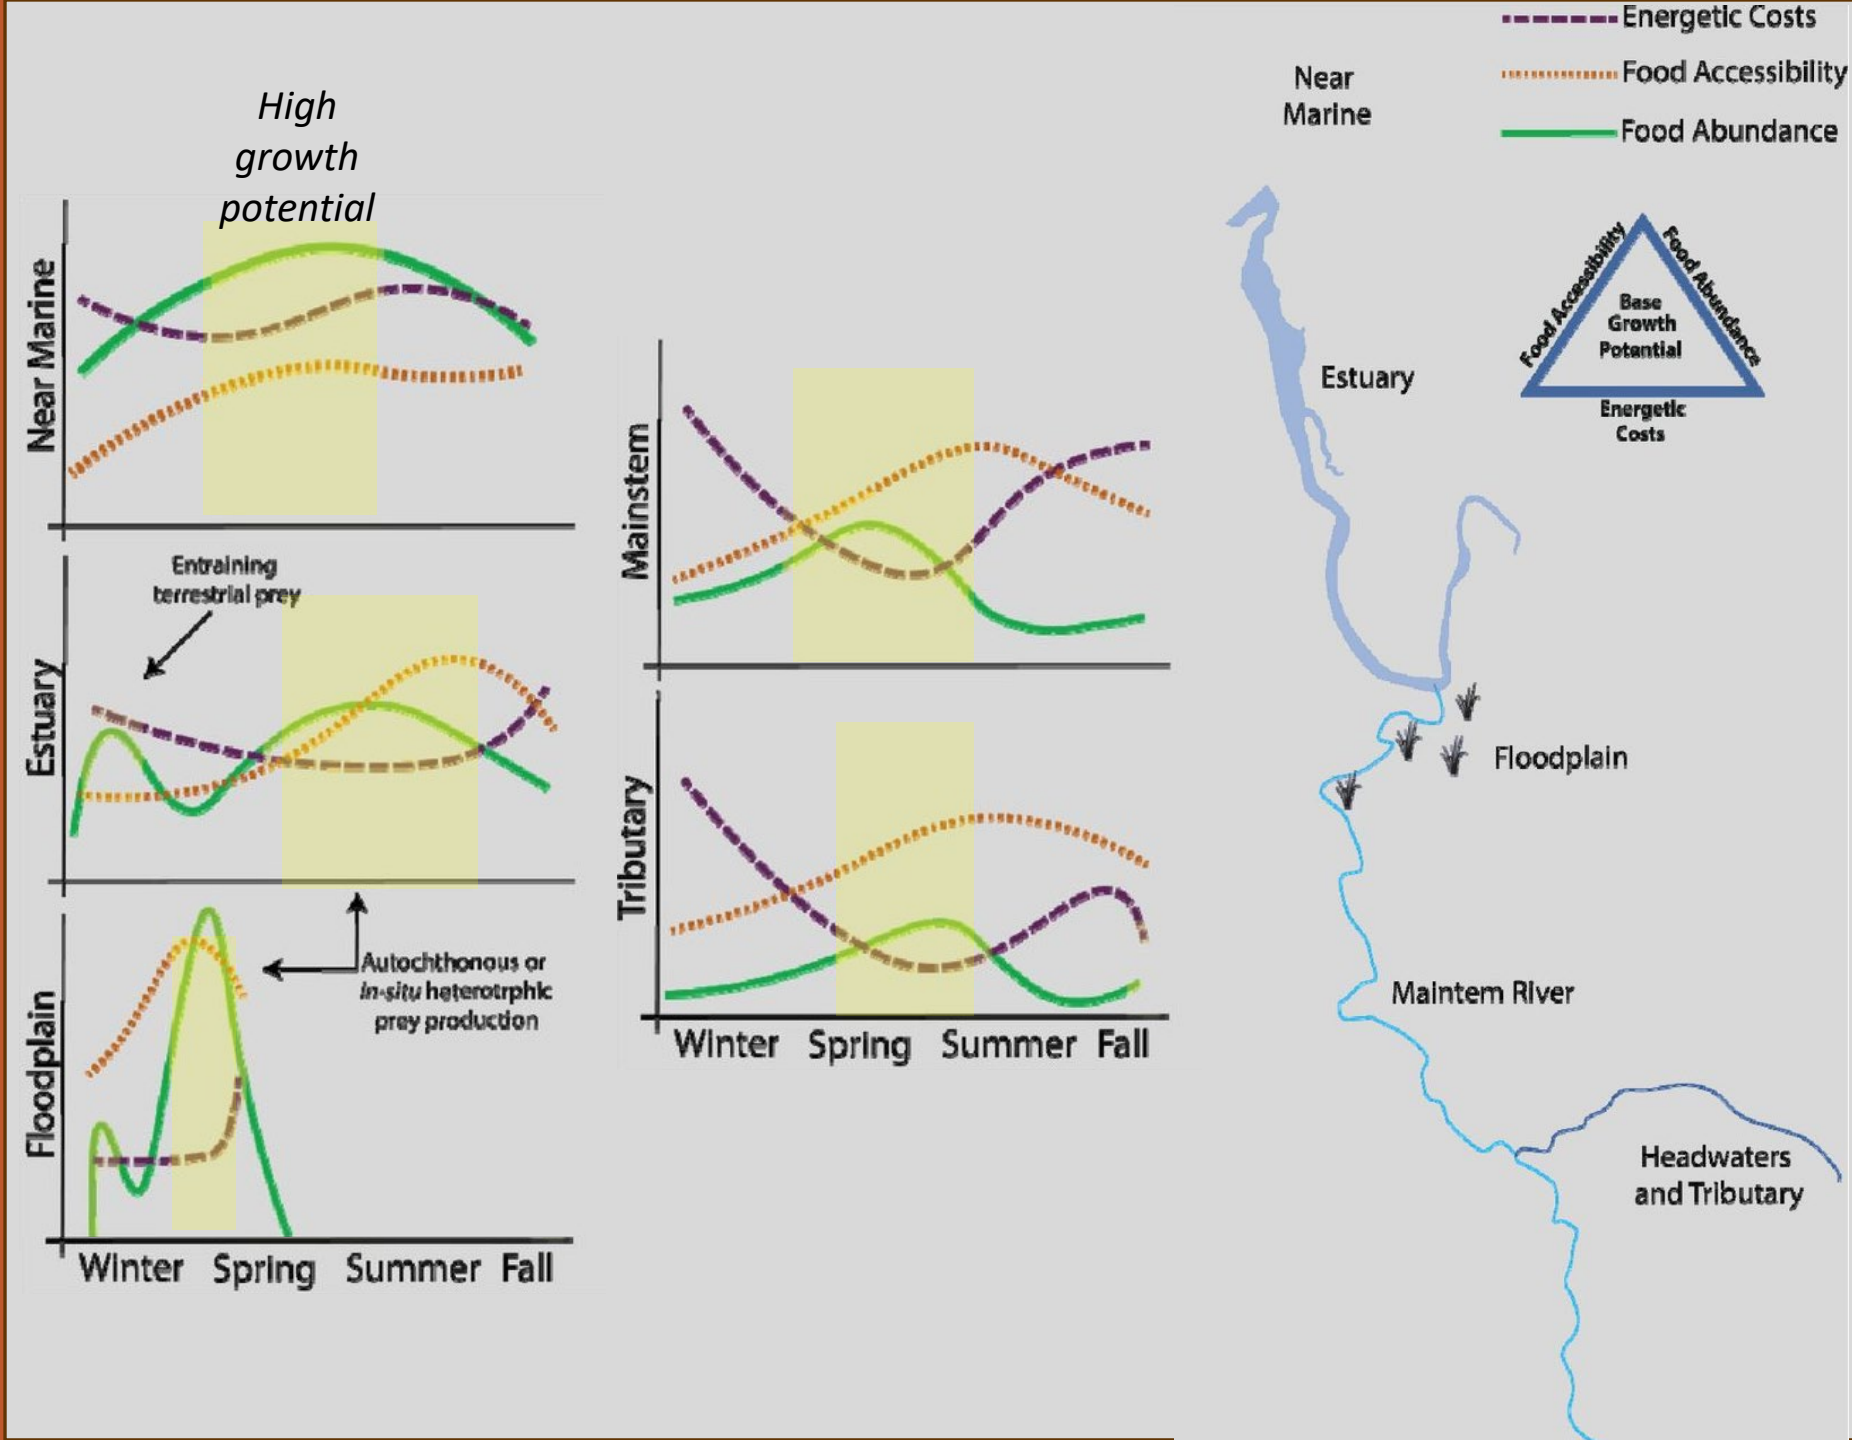 High
growth
potential
Near Marine
Entraining
terrestrial prey
Estuary
Autochthonous or
in-situ heterotrphic
prey production
Floodplain
Winter Spring Summer Fall
Mainstem
Tributary
Winter Spring Summer Fall
Energetic Costs
Food Accessibility
Food Abundance
Near
Marine
Food Accessibility
Food Abundance
Base
Growth
Potential
Energetic
Costs
Estuary
Floodplain
Maintem River
Headwaters
and Tributary